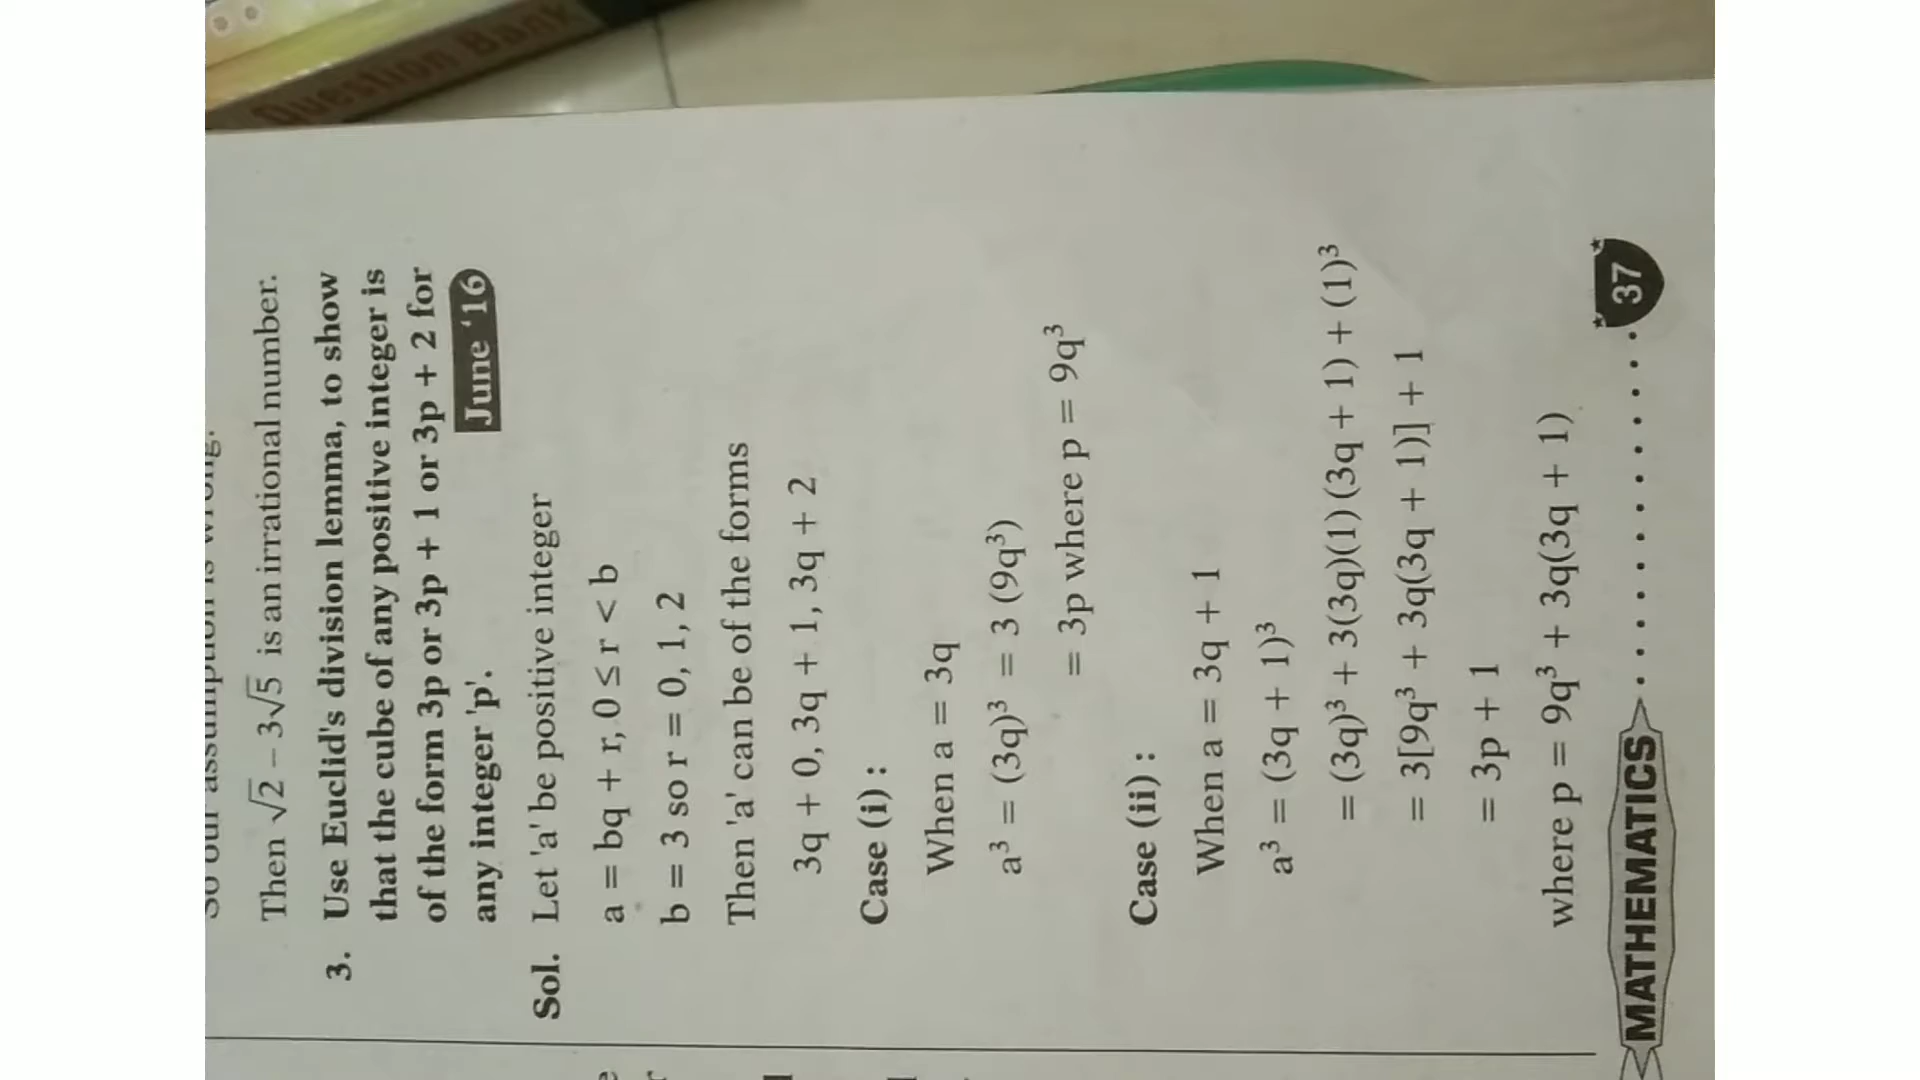 Question Bank
Then √2 – 3√5 is an irrational number.
3. Use Euclid's division lemma, to show
that the cube of any positive integer is
of the form 3p or 3p + 1 or 3p + 2 for
any integer 'p'.
June ‘16
Sol. Let 'a' be positive integer
a = bq + r, 0 ≤ r < b
b = 3 so r = 0, 1, 2
Then 'a' can be of the forms
3q + 0, 3q + 1, 3q + 2
Case (i) :
When a = 3q
a³ = (3q)³ = 3 (9q³)
= 3p where p = 9q³
Case (ii) :
When a = 3q + 1
a³ = (3q + 1)³
= (3q)³ + 3(3q)(1) (3q + 1) + (1)³
= 3[9q³ + 3q(3q + 1)] + 1
= 3p + 1
where p = 9q³ + 3q(3q + 1)
MATHEMATICS 37